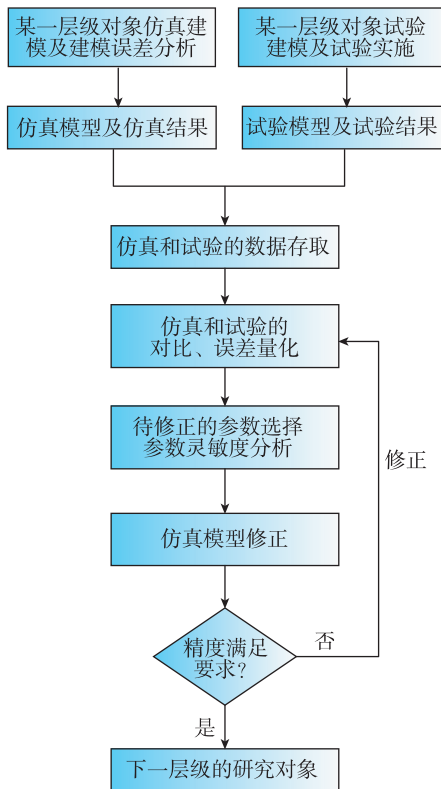 某一层级对象仿真建
模及建模误差分析
某一层级对象试验
建模及试验实施
仿真模型及仿真结果
试验模型及试验结果
仿真和试验的数据存取
仿真和试验的
对比、误差量化
待修正的参数选择
参数灵敏度分析
修正
仿真模型修正
精度满足
要求?
否
是
下一层级的研究对象